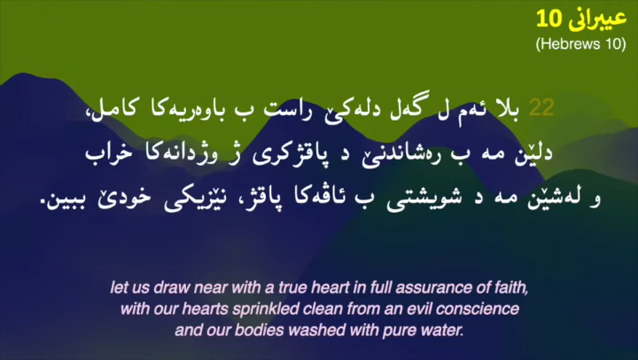 عیبرانی 10
(Hebrews 10)
22 بلا ئەم ل گەل دلەکێ راست ب باوەریەکا کامل،
دلێن مە ب رەشاندنێ د پاقژکری ژ وژدانەکا خراب
و لەشێن مە د شویشتی ب ئاڤەکا پاقژ، نێزیکی خودێ ببین.
let us draw near with a true heart in full assurance of faith,
with our hearts sprinkled clean from an evil conscience
and our bodies washed with pure water.